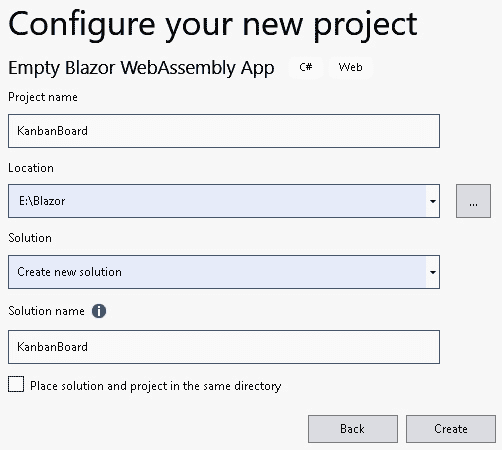 Configure your new project
Empty Blazor WebAssembly App C# Web
Project name
KanbanBoard
Location
E:\Blazor
...
Solution
Create new solution
Solution name i
KanbanBoard
Place solution and project in the same directory
Back Create